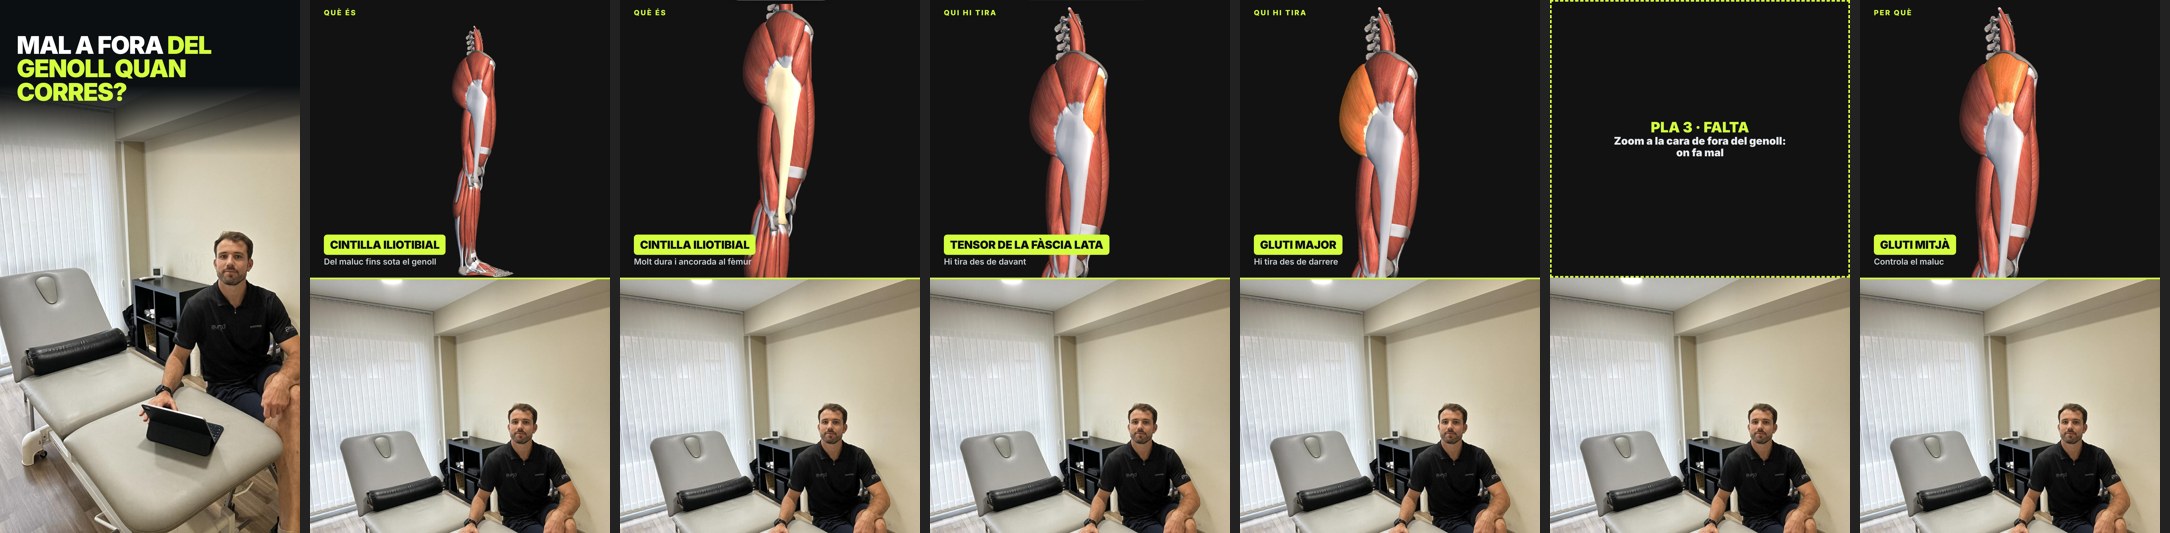 MAL A FORA DEL
GENOLL QUAN
CORRES?
QUÈ ÉS
CINTILLA ILIOTIBIAL
Del maluc fins sota el genoll
QUÈ ÉS
CINTILLA ILIOTIBIAL
Molt dura i ancorada al fèmur
QUI HI TIRA
TENSOR DE LA FÀSCIA LATA
Hi tira des de davant
QUI HI TIRA
GLUTI MAJOR
Hi tira des de darrere
PLA 3 · FALTA
Zoom a la cara de fora del genoll:
on fa mal
PER QUÈ
GLUTI MITJÀ
Controla el maluc